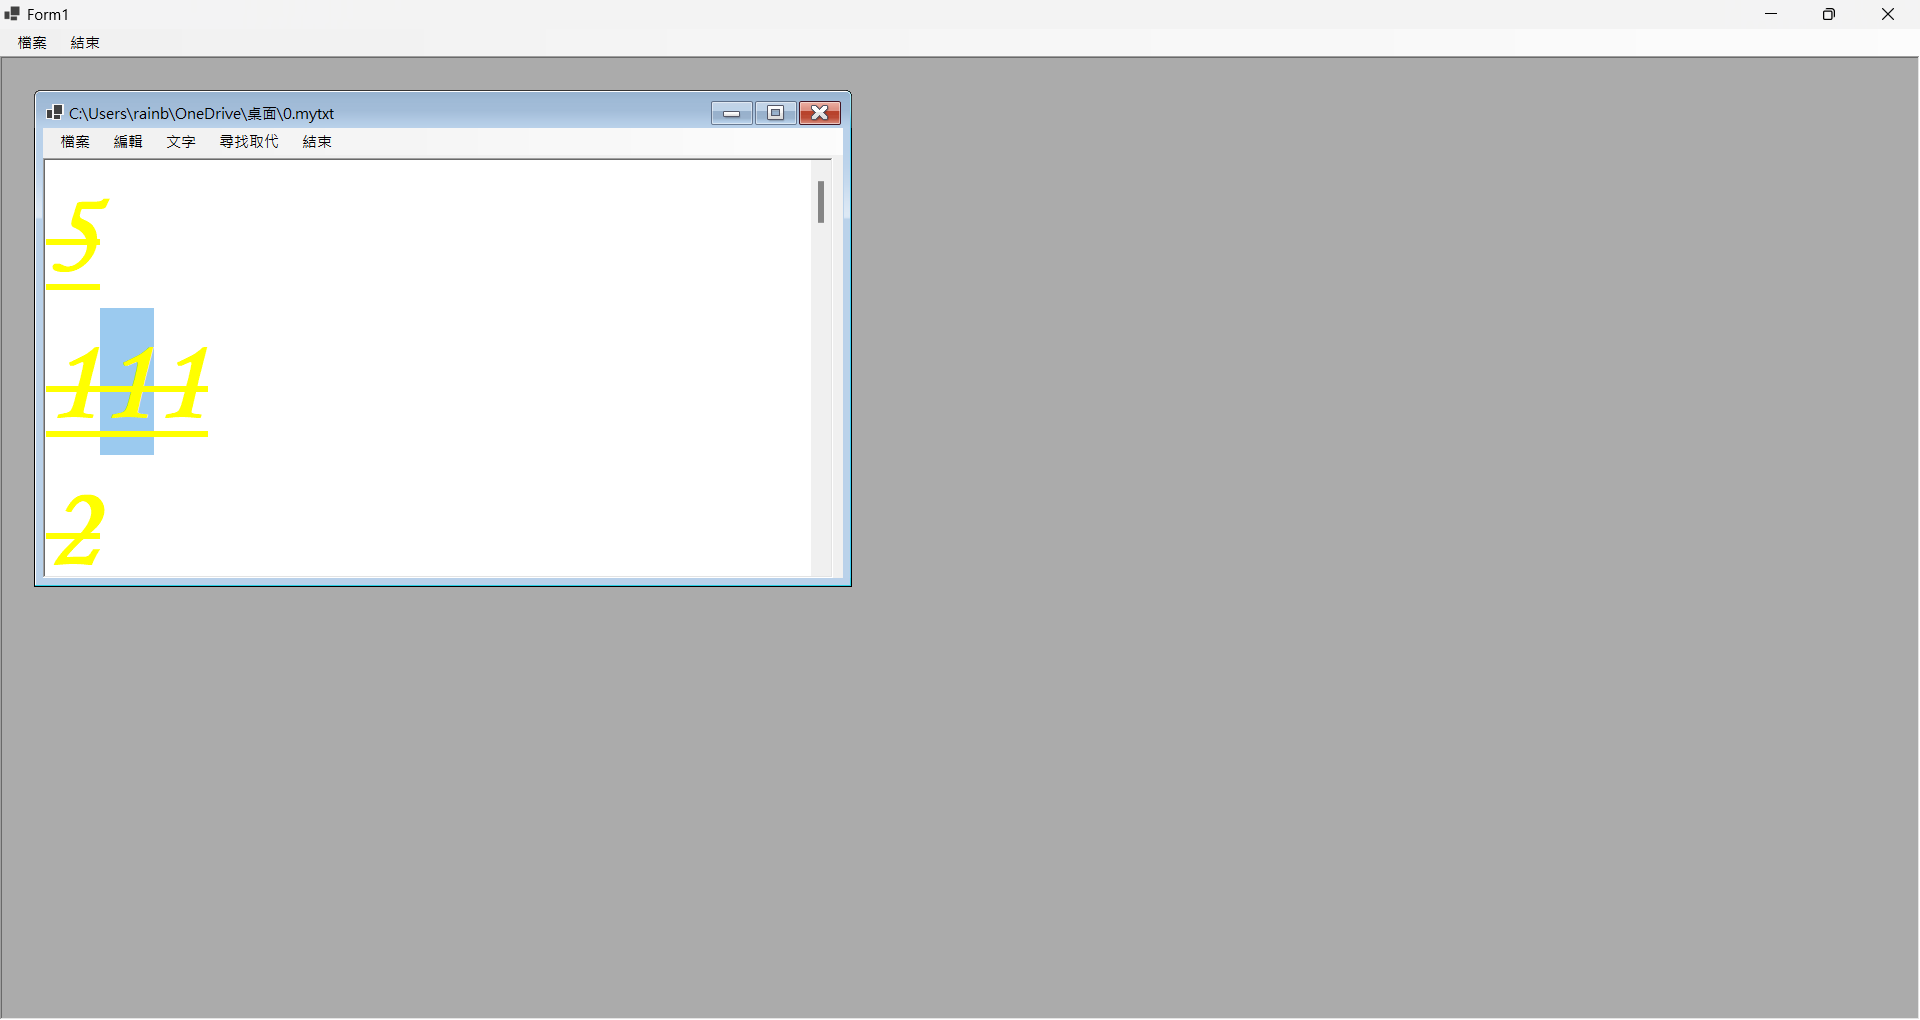 Form1
檔案 結束
C:\Users\rainb\OneDrive\桌面\0.mytxt
檔案 編輯 文字 尋找取代 結束
5
111
2